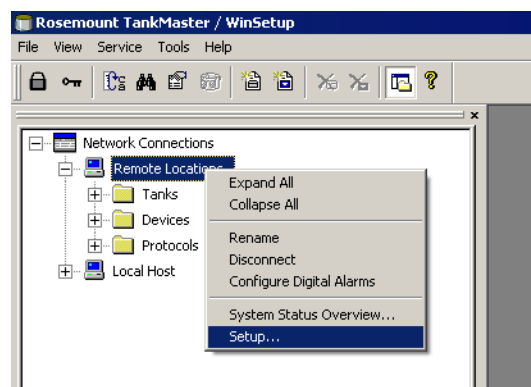 Rosemount TankMaster / WinSetup
File View Service Tools Help
Network Connections
Remote Locations
Tanks
Devices
Protocols
Local Host
Expand All
Collapse All
Rename
Disconnect
Configure Digital Alarms
System Status Overview...
Setup...